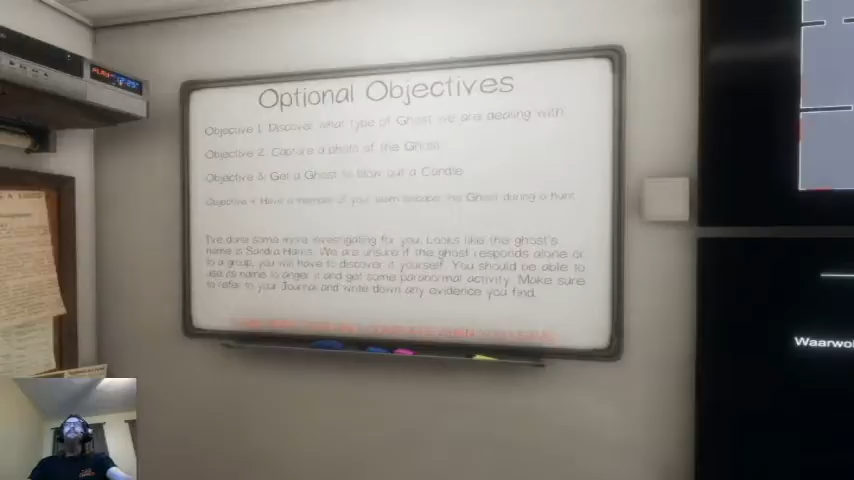 Optional Objectives
Objective 1: Discover what type of Ghost we are dealing with
Objective 2: Capture a photo of the Ghost
Objective 3: Get a Ghost to blow out a Candle
Objective 4: Have a member of your team escape the Ghost during a hunt
I've done some more investigating for you. Looks like the ghost's
name is Sandra Harris. We are unsure if the ghost responds alone or
to a group, you will have to discover it yourself. You should be able to
use its name to anger it and get some paranormal activity. Make sure
to refer to your Journal and write down any evidence you find.
Waarwol